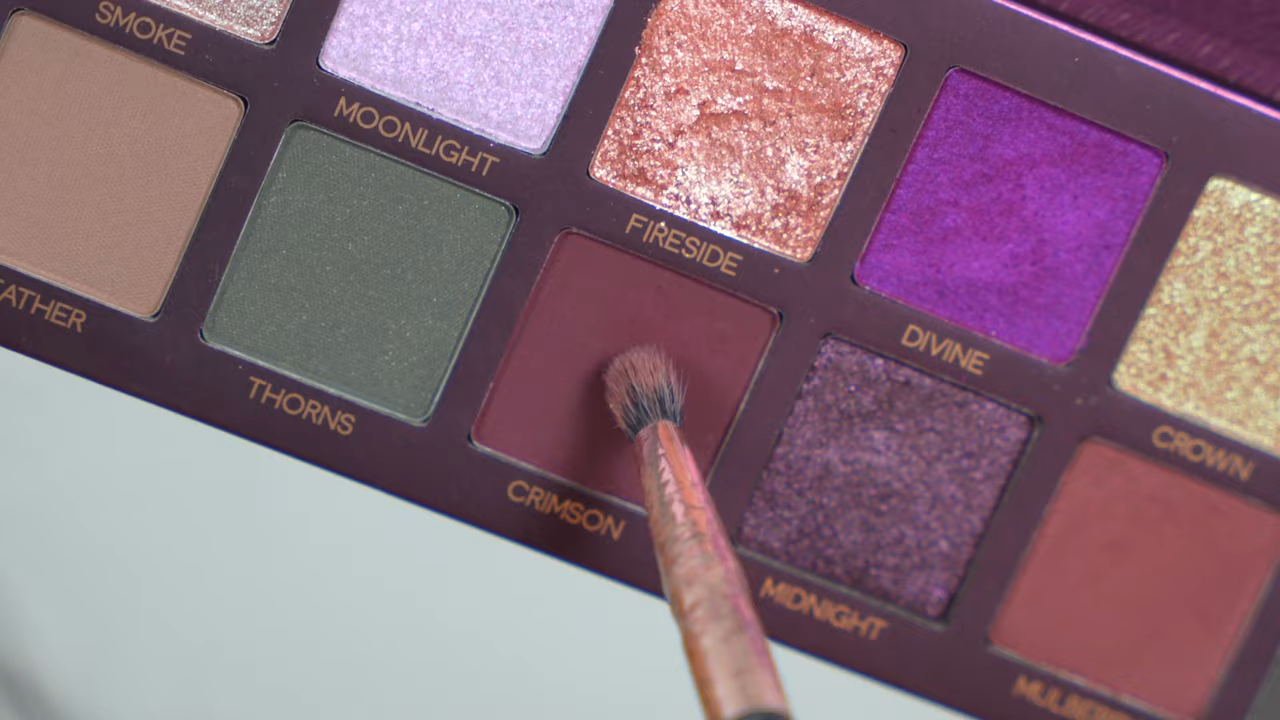 SMOKE
MOONLIGHT
FIRESIDE
DIVINE
CROWN
THORNS
CRIMSON
MIDNIGHT